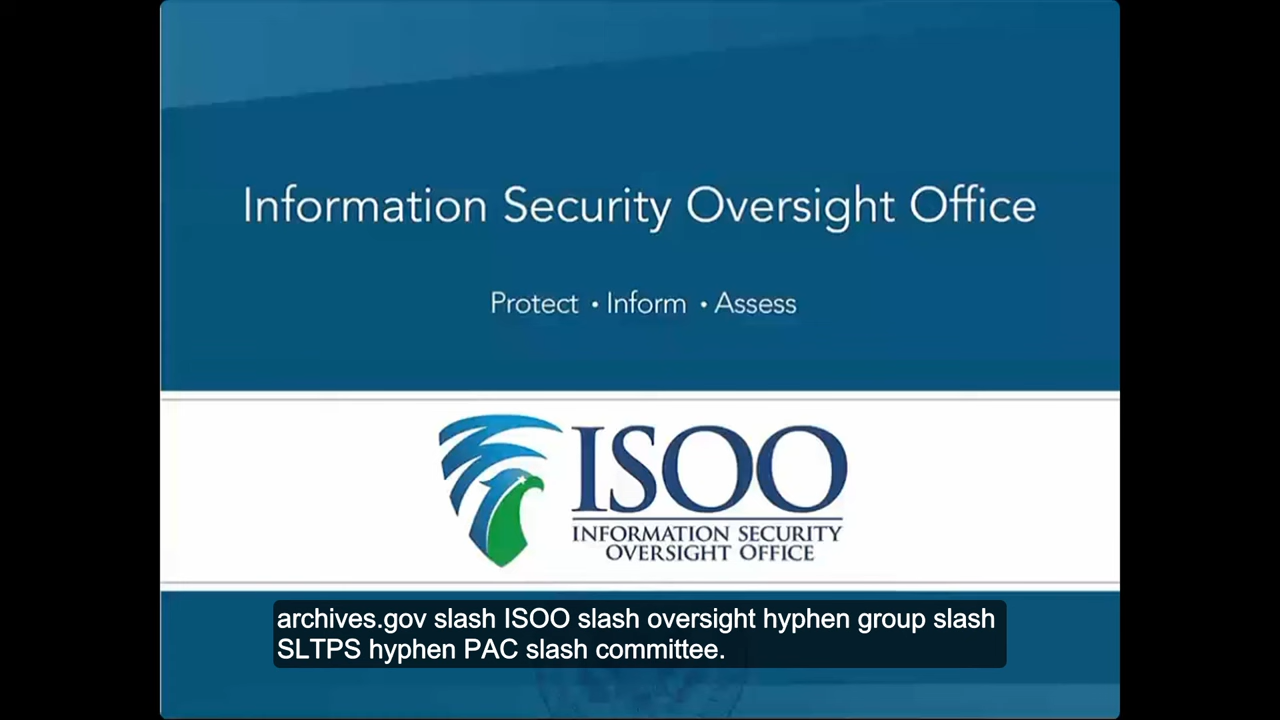 Information Security Oversight Office
Protect • Inform • Assess
ISOO
INFORMATION SECURITY
OVERSIGHT OFFICE
archives.gov slash ISOO slash oversight hyphen group slash
SLTPS hyphen PAC slash committee.